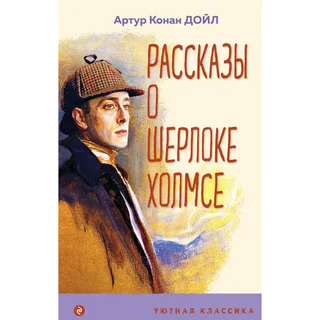 Артур Конан ДОЙЛ
РАССКАЗЫ
О
ШЕРЛОКЕ
ХОЛМСЕ
УЮТНАЯ КЛАССИКА